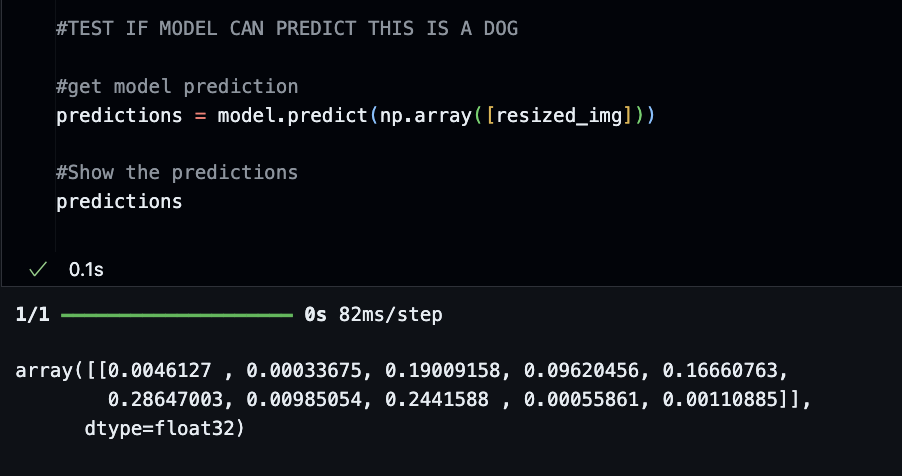 #TEST IF MODEL CAN PREDICT THIS IS A DOG
#get model prediction
predictions = model.predict(np.array([resized_img]))
#Show the predictions
predictions
✓ 0.1s
1/1 ━━━━━━━━━━━━━━━━━━━━ 0s 82ms/step
array([[0.0046127 , 0.00033675, 0.19009158, 0.09620456, 0.16660763,
0.28647003, 0.00985054, 0.2441588 , 0.00055861, 0.00110885]],
dtype=float32)